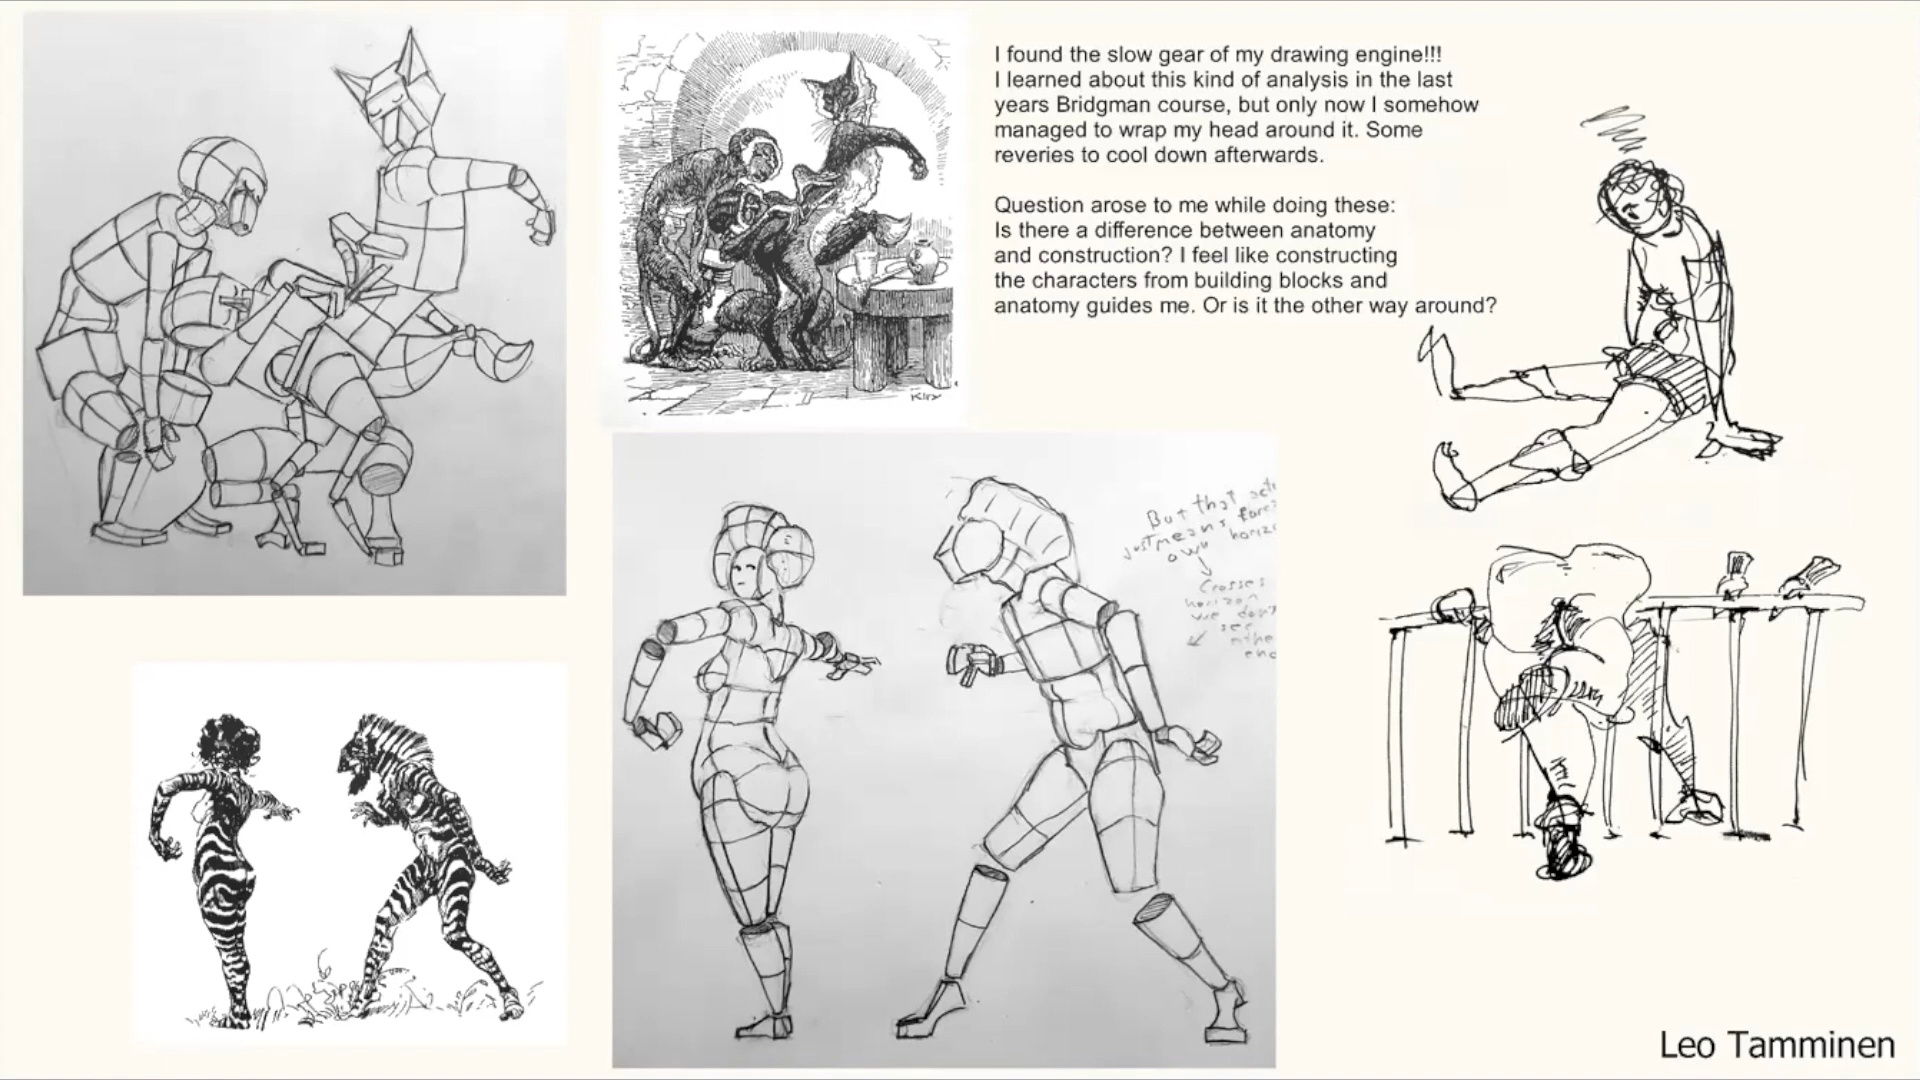 I found the slow gear of my drawing engine!!!
I learned about this kind of analysis in the last
years Bridgman course, but only now I somehow
managed to wrap my head around it. Some
reveries to cool down afterwards.
Question arose to me while doing these:
Is there a difference between anatomy
and construction? I feel like constructing
the characters from building blocks and
anatomy guides me. Or is it the other way around?
But that
just means
own
Crosses
horizon
we don't
see
Leo Tamminen